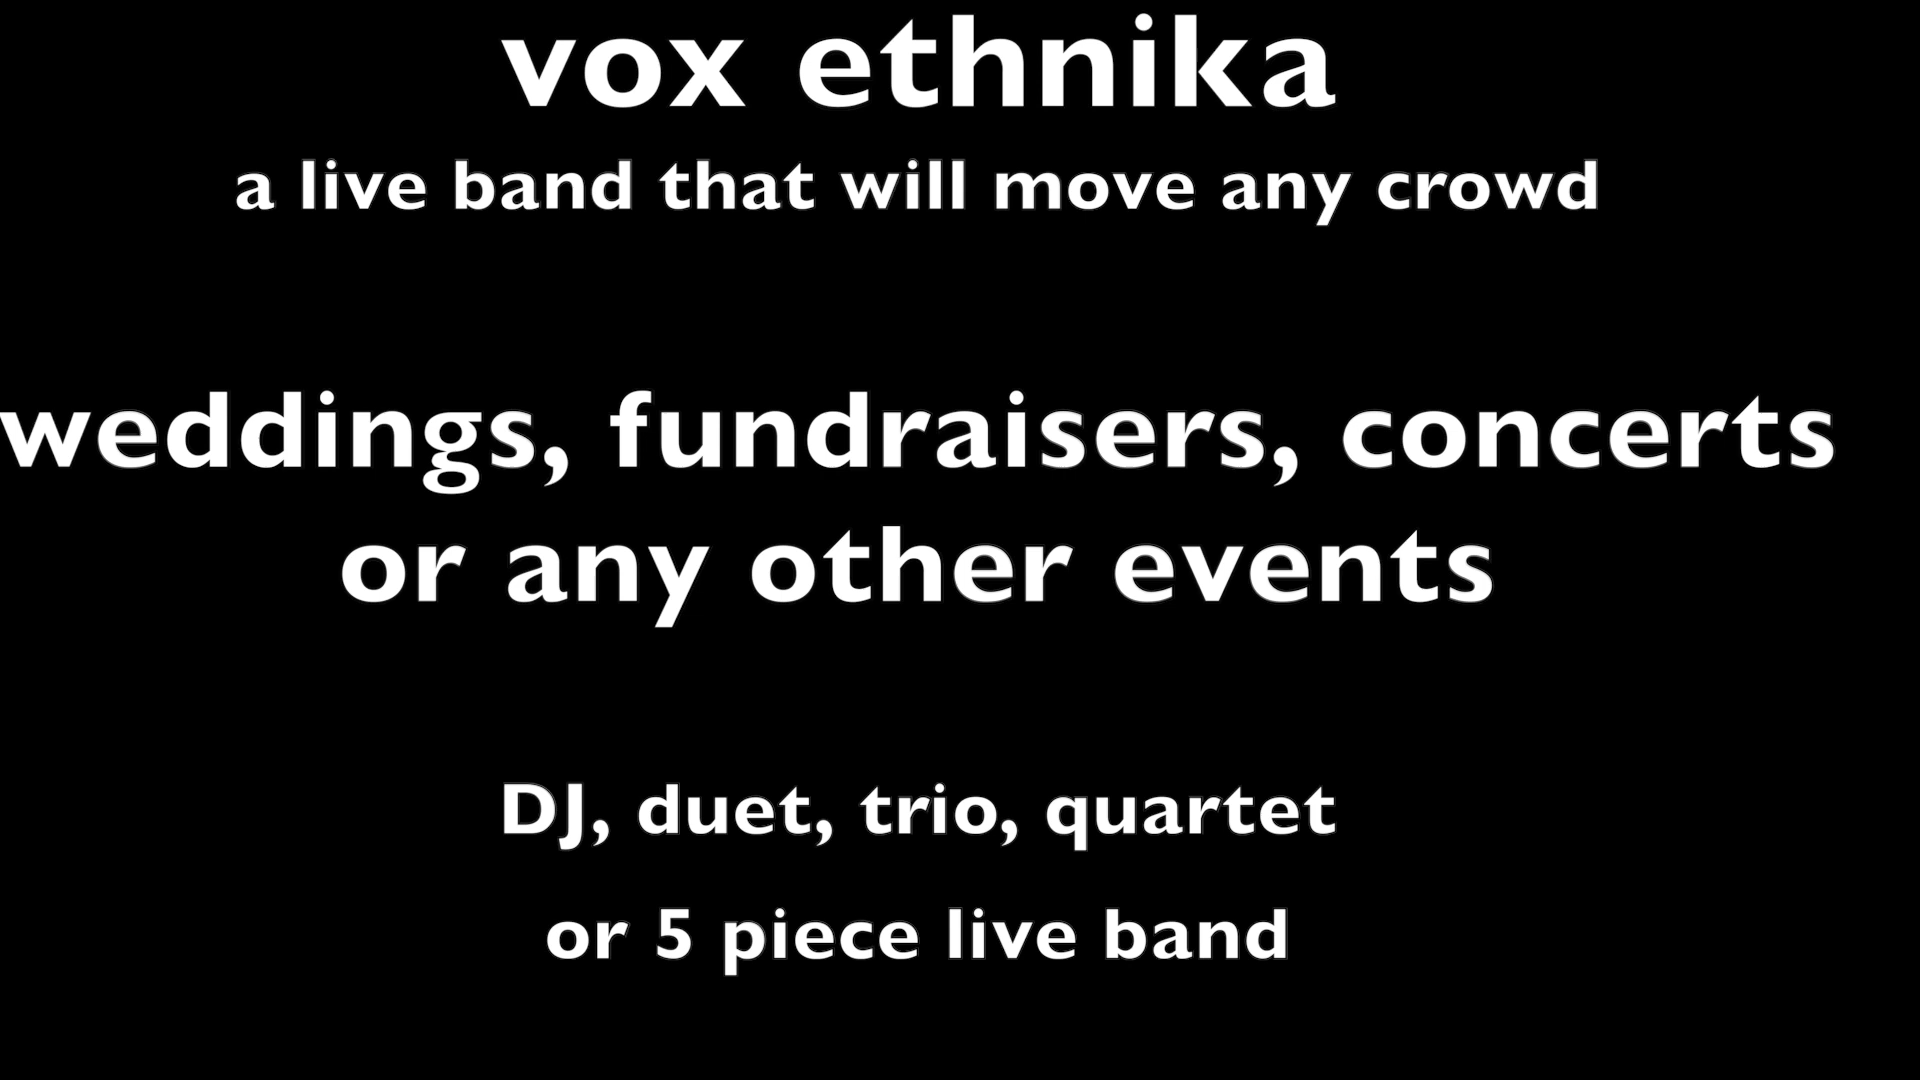 vox ethnika
a live band that will move any crowd
weddings, fundraisers, concerts
or any other events
DJ, duet, trio, quartet
or 5 piece live band